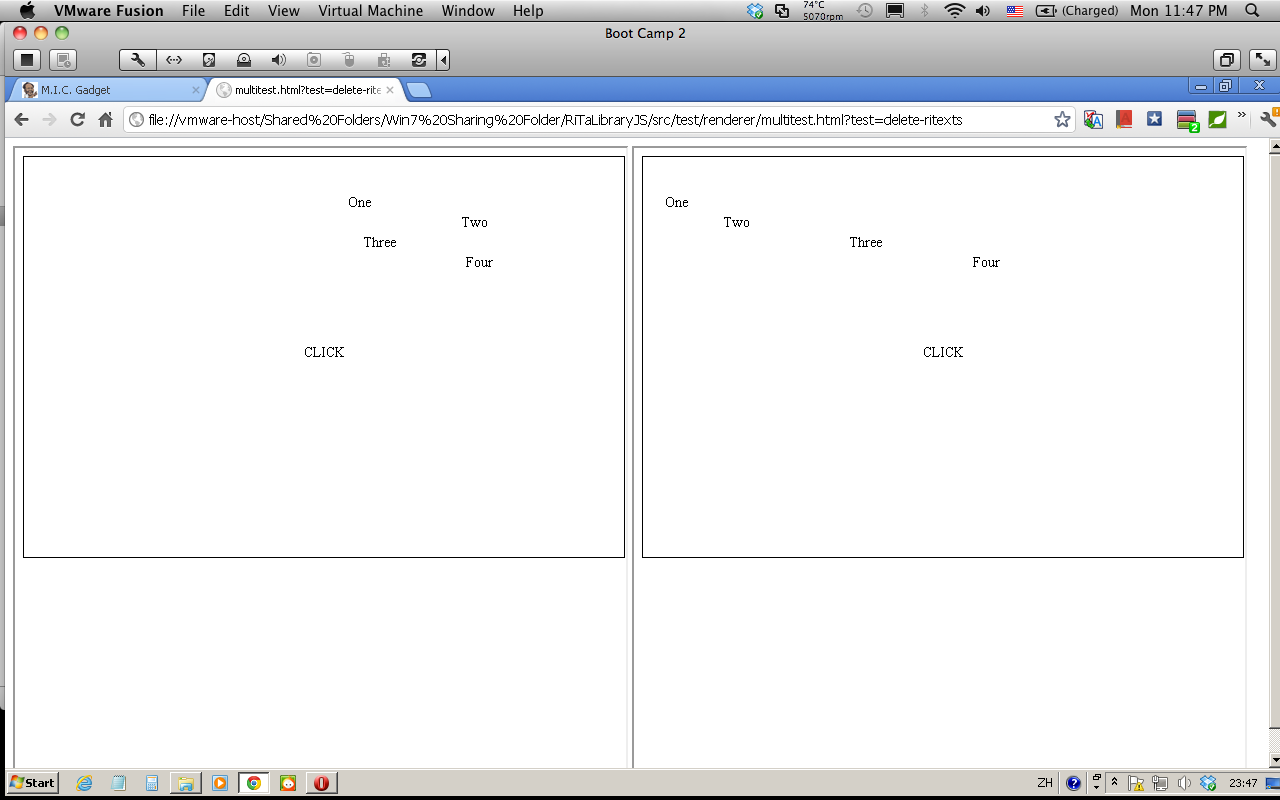 VMware Fusion File Edit View Virtual Machine Window Help 74°C 5070rpm (Charged) Mon 11:47 PM
Boot Camp 2
M.I.C. Gadget multitest.html?test=delete-rite
file://vmware-host/Shared%20Folders/Win7%20Sharing%20Folder/RiTaLibraryJS/src/test/renderer/multitest.html?test=delete-ritexts 2 »
One
Two
Three
Four
CLICK
One
Two
Three
Four
CLICK
Start ZH 23:47